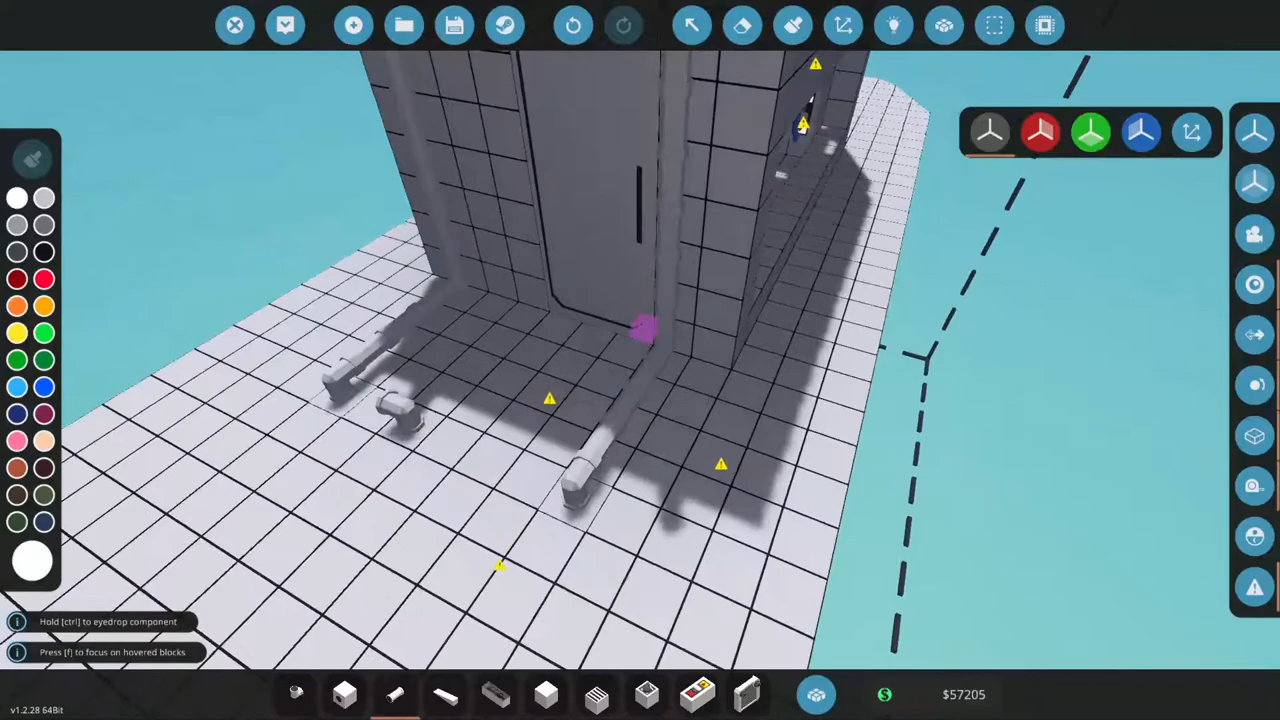 Hold [ctrl] to eyedrop component
Press [f] to focus on hovered blocks
$ $57205
v1.2.28 64Bit